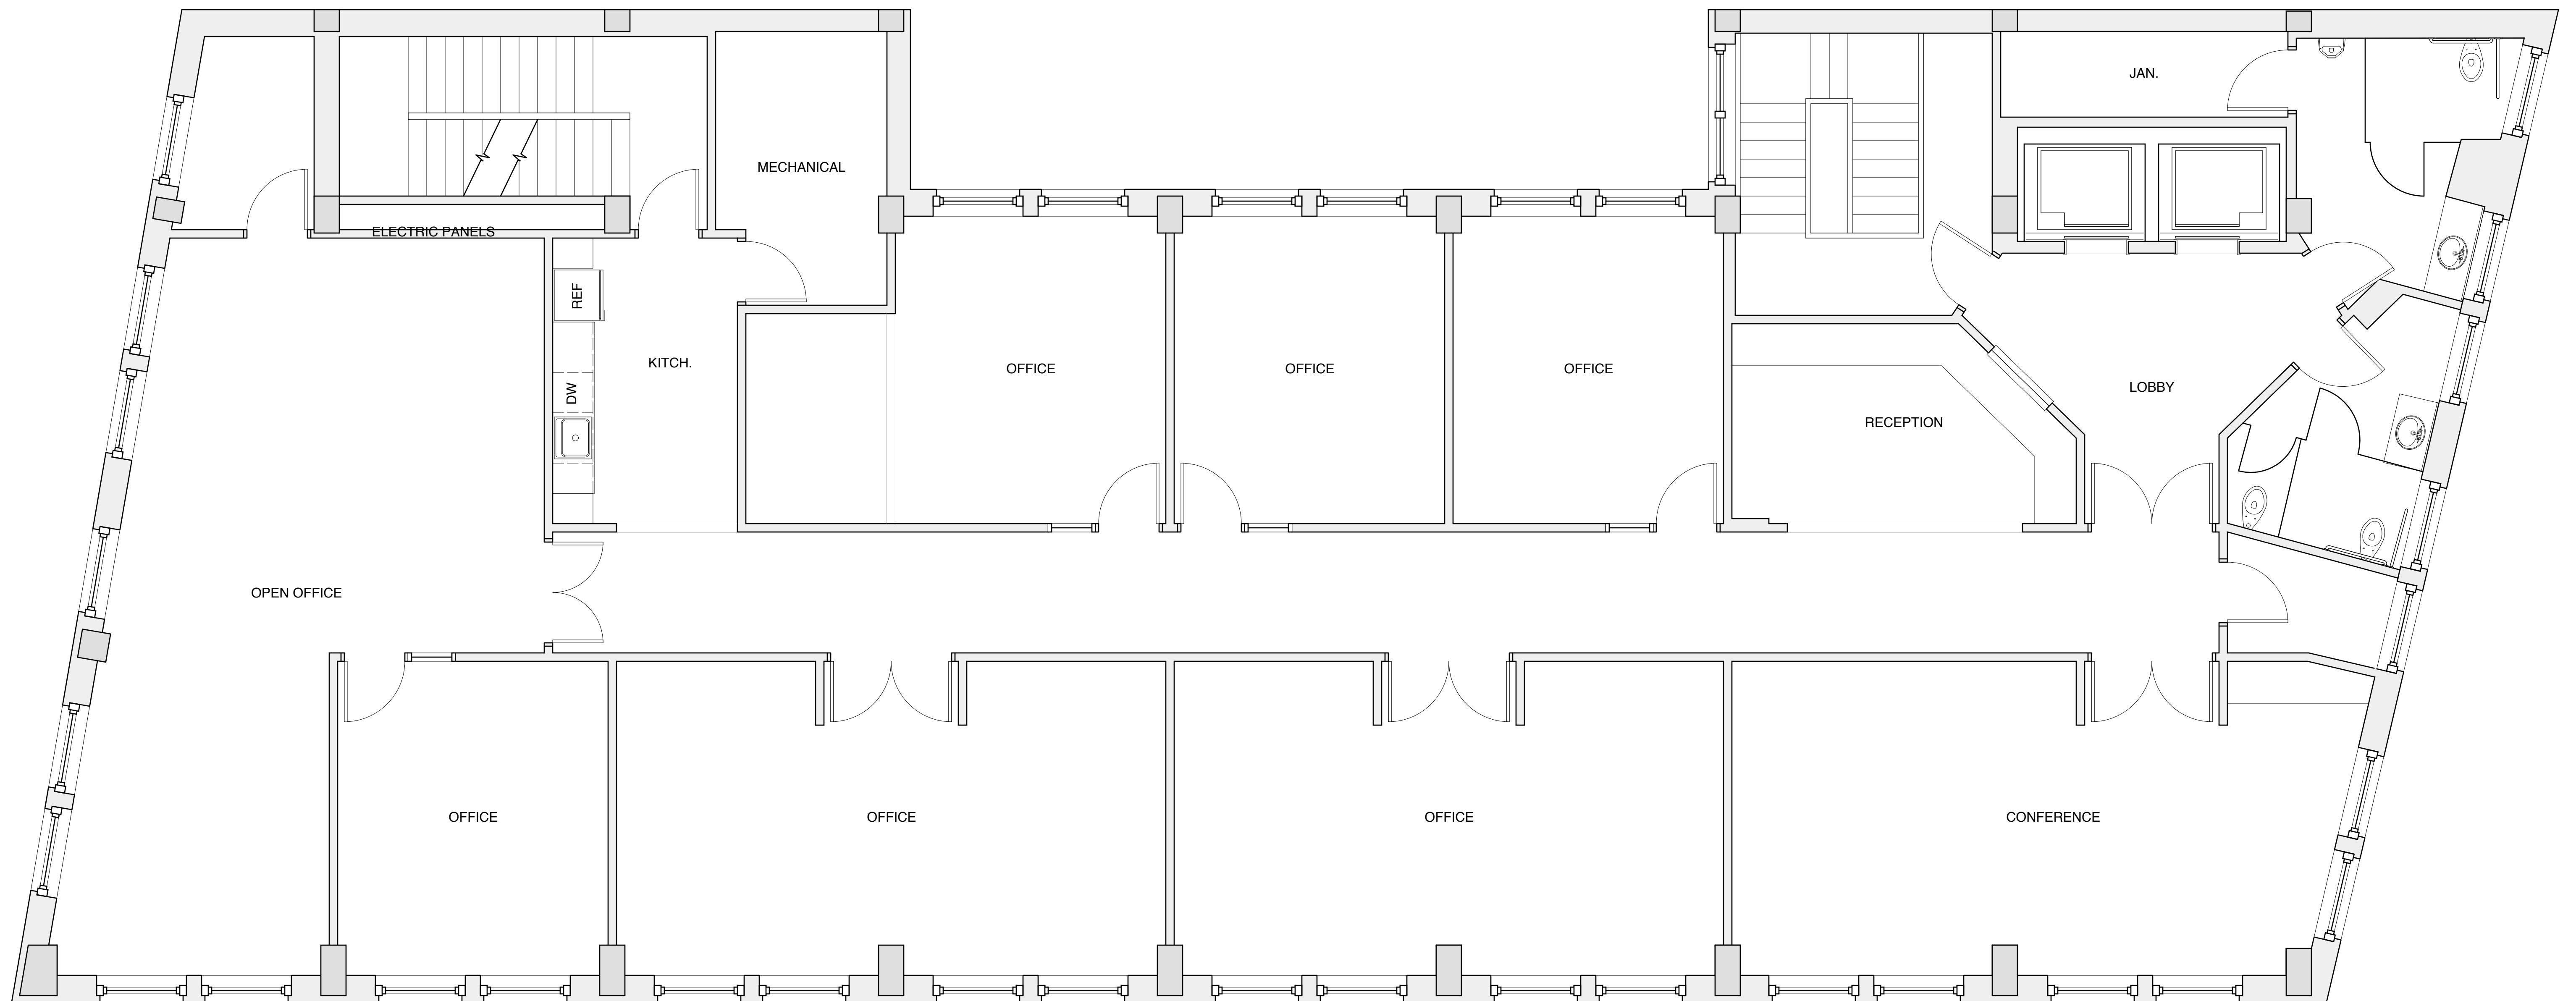 JAN.
MECHANICAL
ELECTRIC PANELS
REF
KITCH.
OFFICE
OFFICE
OFFICE
LOBBY
DW
RECEPTION
OPEN OFFICE
OFFICE
OFFICE
OFFICE
CONFERENCE